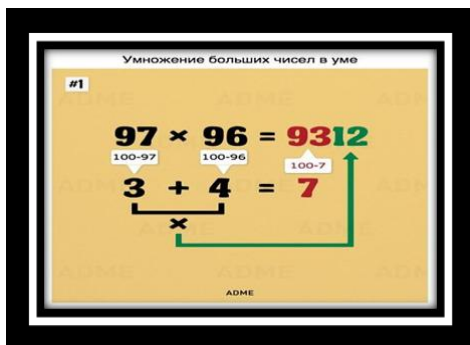 Умножение больших чисел в уме
#1
97 × 96 = 9312
100-97 100-96 100-7
3 + 4 = 7
×
ADME